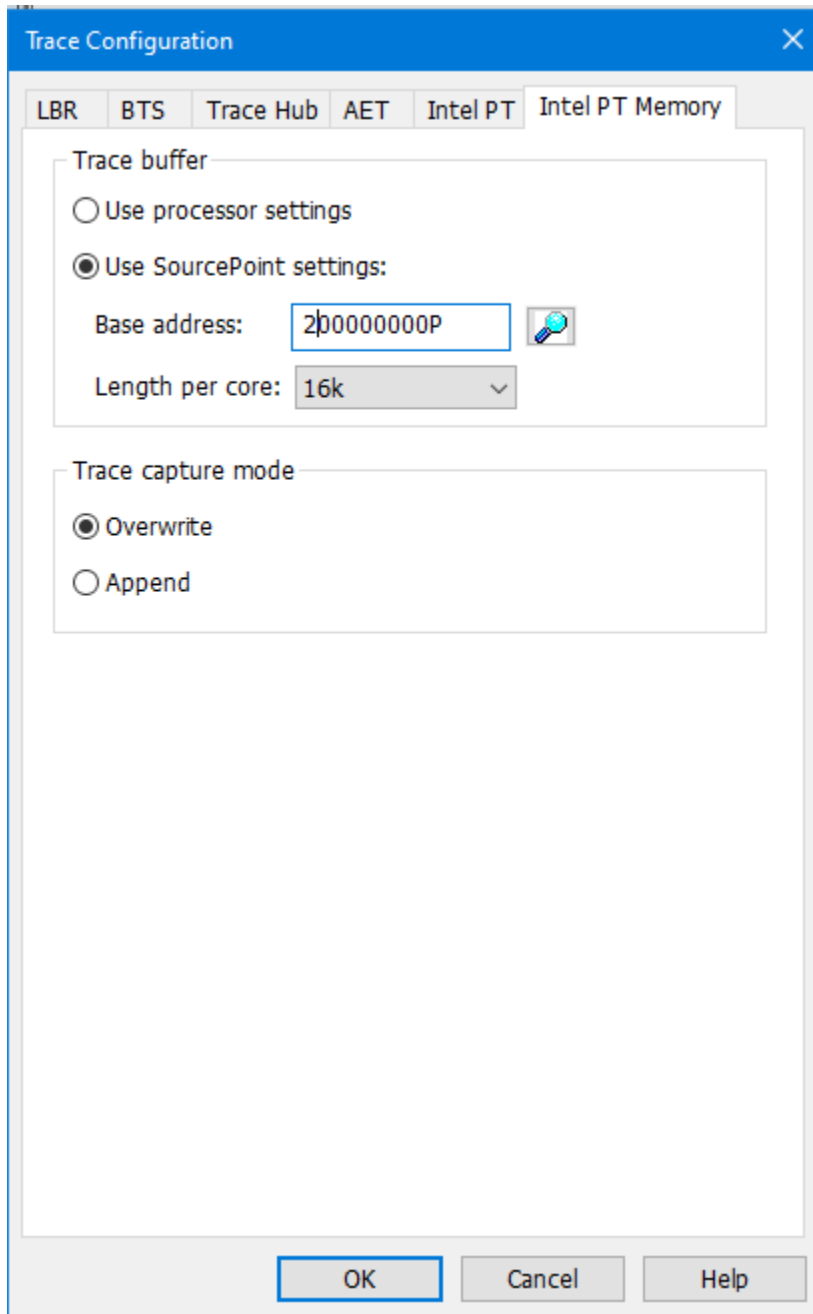 Trace Configuration
LBR BTS Trace Hub AET Intel PT Intel PT Memory
Trace buffer
Use processor settings
Use SourcePoint settings:
Base address: 200000000P
Length per core: 16k
Trace capture mode
Overwrite
Append
OK Cancel Help